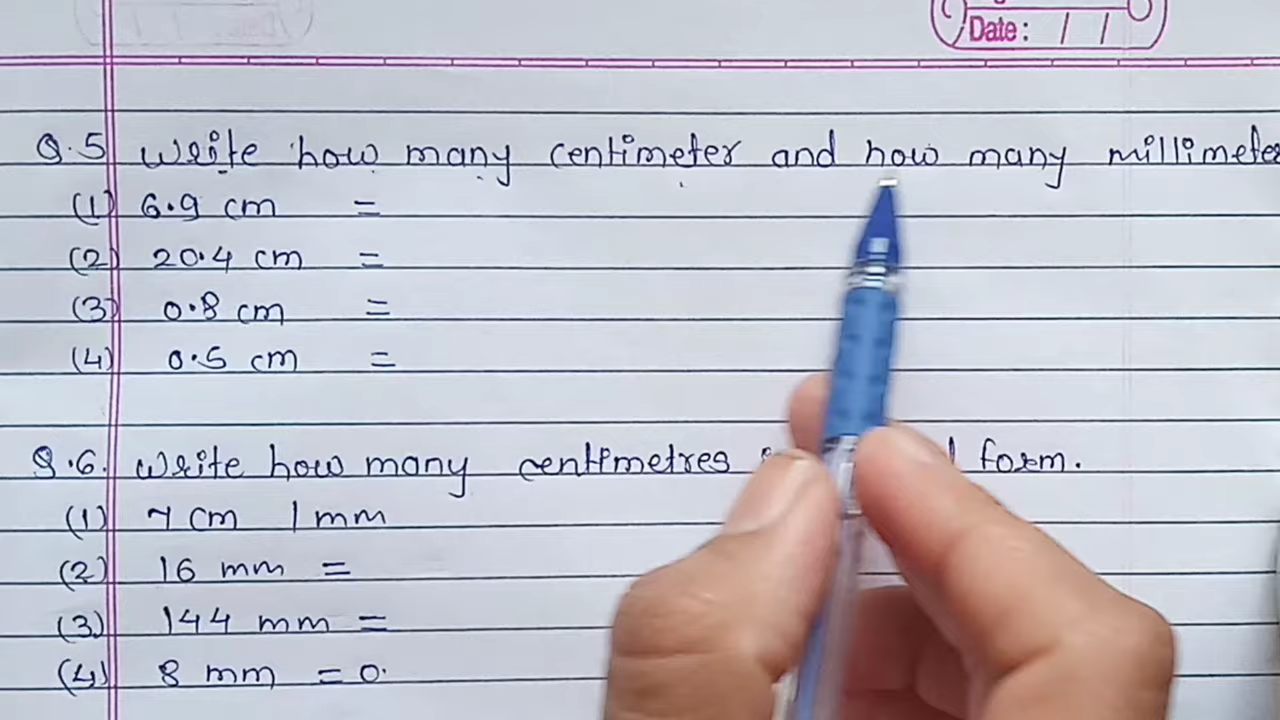 Date: / /
Q.5 Write how many centimeter and how many millimeter
(1) 6.9 cm =
(2) 20.4 cm =
(3) 0.8 cm =
(4) 0.5 cm =
Q.6. Write how many centimetres form.
(1) 7 cm 1 mm
(2) 16 mm =
(3) 144 mm =
(4) 8 mm = 0.